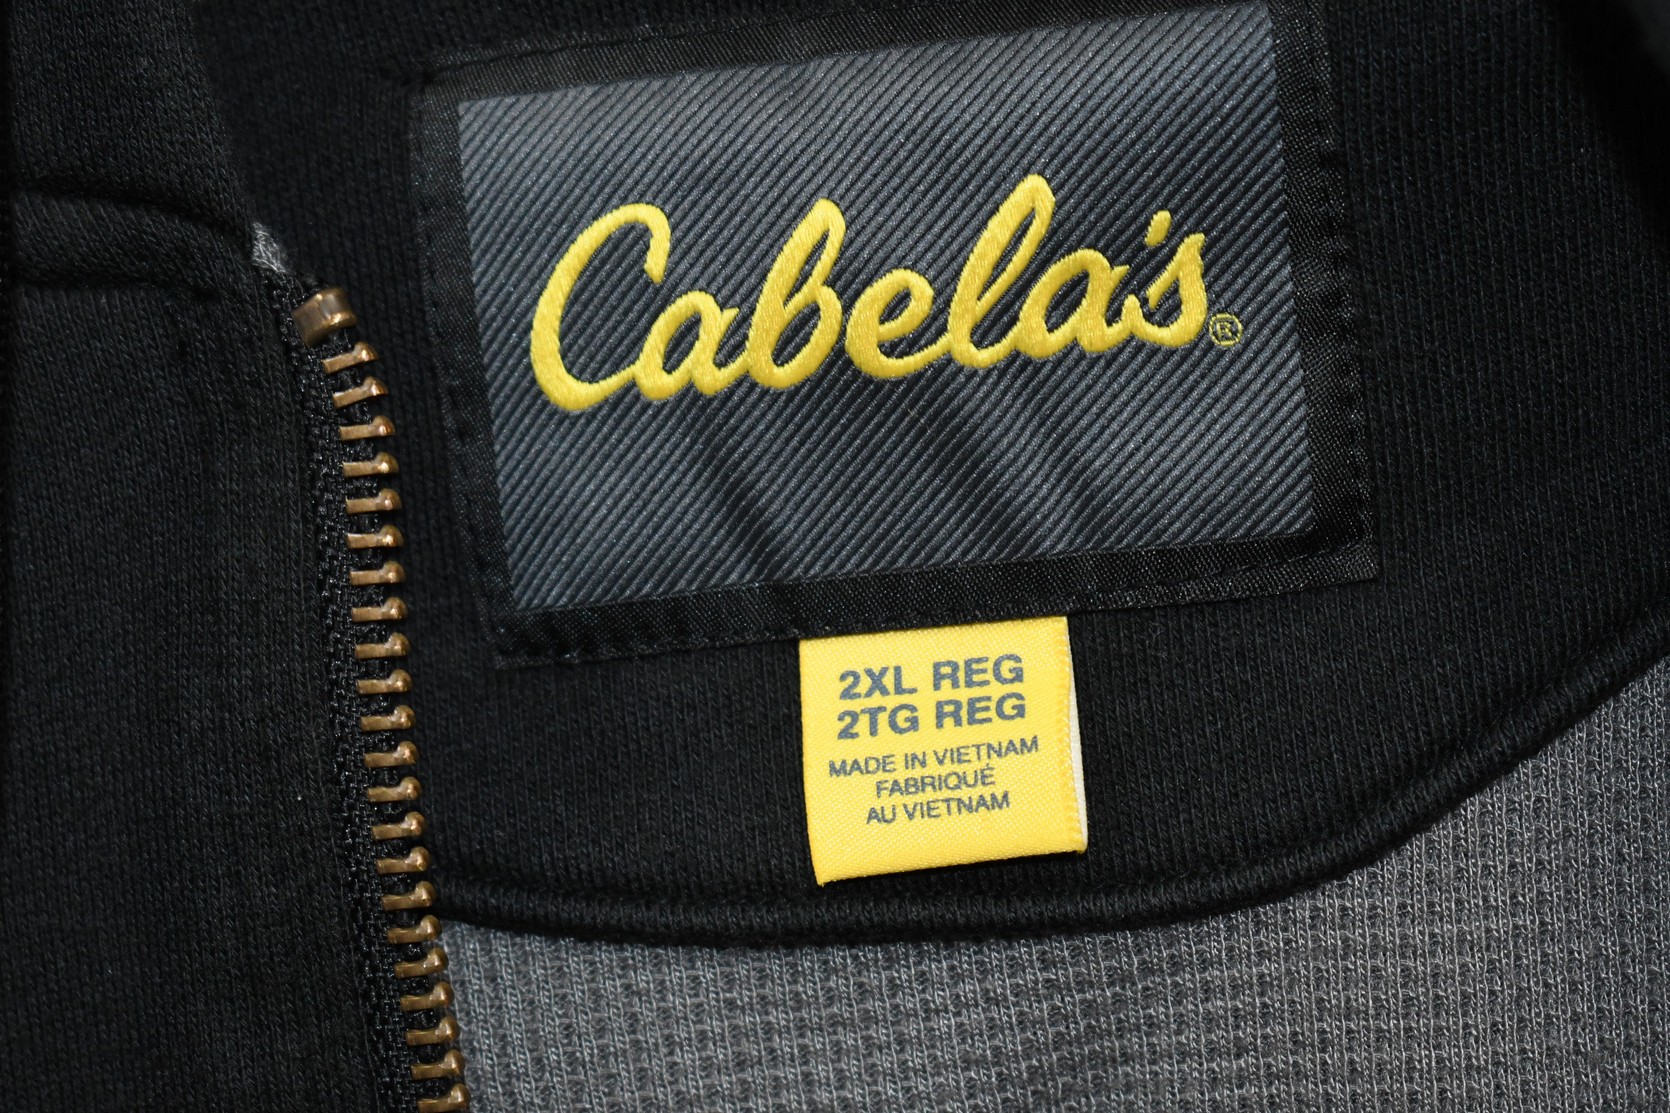 Cabela's®
2XL REG
2TG REG
MADE IN VIETNAM
FABRIQUÉ
AU VIETNAM